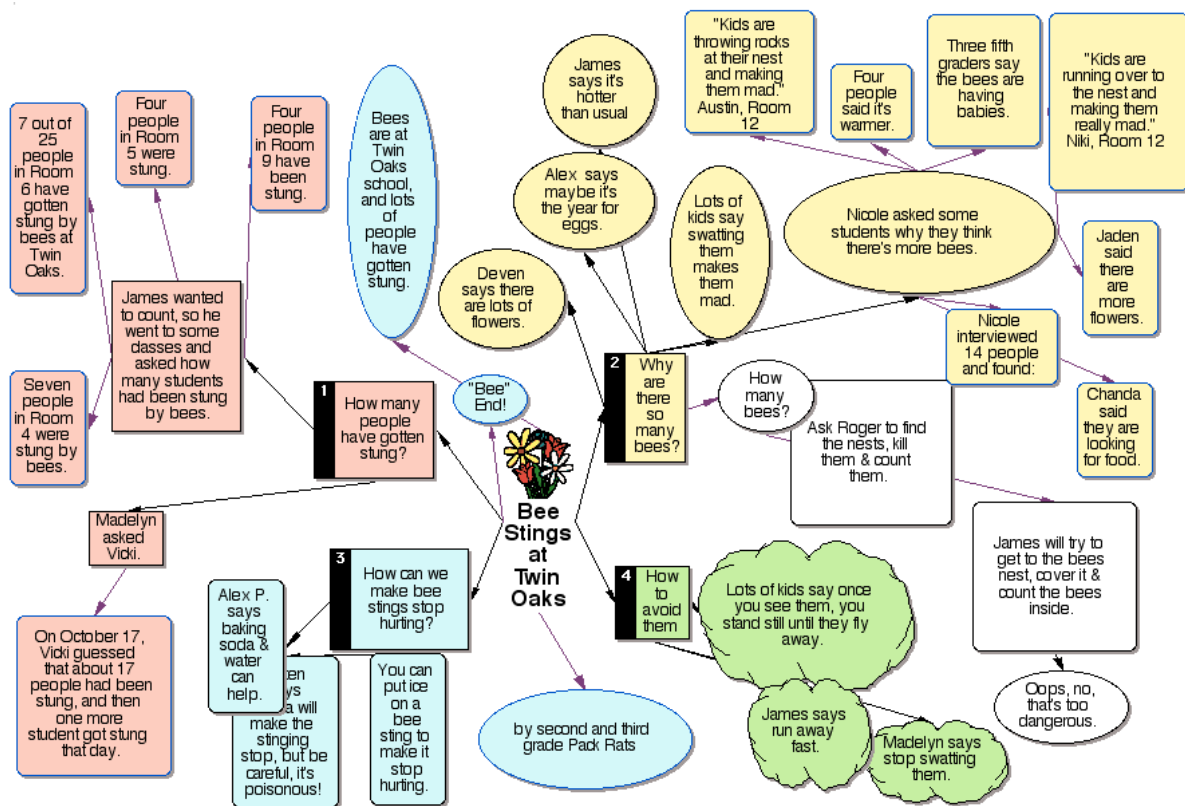 Bee
Stings
at
Twin
Oaks
"Bee"
End!
Bees
are at
Twin
Oaks
school,
and lots
of
people
have
gotten
stung.
by second and third
grade Pack Rats
1
How many
people
have gotten
stung?
James wanted
to count, so he
went to some
classes and
asked how
many students
had been stung
by bees.
7 out of
25
people
in Room
6 have
gotten
stung by
bees at
Twin
Oaks.
Four
people
in Room
5 were
stung.
Four
people in
Room
9 have
been
stung.
Seven
people
in Room
4 were
stung by
bees.
Madelyn
asked
Vicki.
On October 17,
Vicki guessed
that about 17
people had been
stung, and then
one more
student got stung
that day.
2
Why
are
there
so
many
bees?
Deven
says there
are lots of
flowers.
Alex says
maybe it's
the year for
eggs.
James
says it's
hotter
than usual
Lots of
kids say
swatting
them
makes
them
mad.
Nicole asked some
students why they think
there's more bees.
"Kids are
throwing rocks
at their nest
and making
them mad."
Austin, Room
12
Four
people
said it's
warmer.
Three fifth
graders say
the bees are
having
babies.
"Kids are
running over to
the nest and
making them
really mad."
Niki, Room 12
Jaden
said
there
are
more
flowers.
Nicole
interviewed
14 people
and found:
Chanda
said
they are
looking
for food.
How
many
bees?
Ask Roger to find
the nests, kill
them & count
them.
James will try to
get to the bees
nest, cover it &
count the bees
inside.
Oops, no,
that's too
dangerous.
3
How can we
make bee
stings stop
hurting?
Alex P.
says
baking
soda &
water
can
help.
will
make the
stinging
stop, but be
careful, it's
poisonous!
You can
put ice
on a
bee
sting to
make it
stop
hurting.
4
How
to
avoid
them
Lots of kids say once
you see them, you
stand still until they fly
away.
James says
run away
fast.
Madelyn says
stop swatting
them.